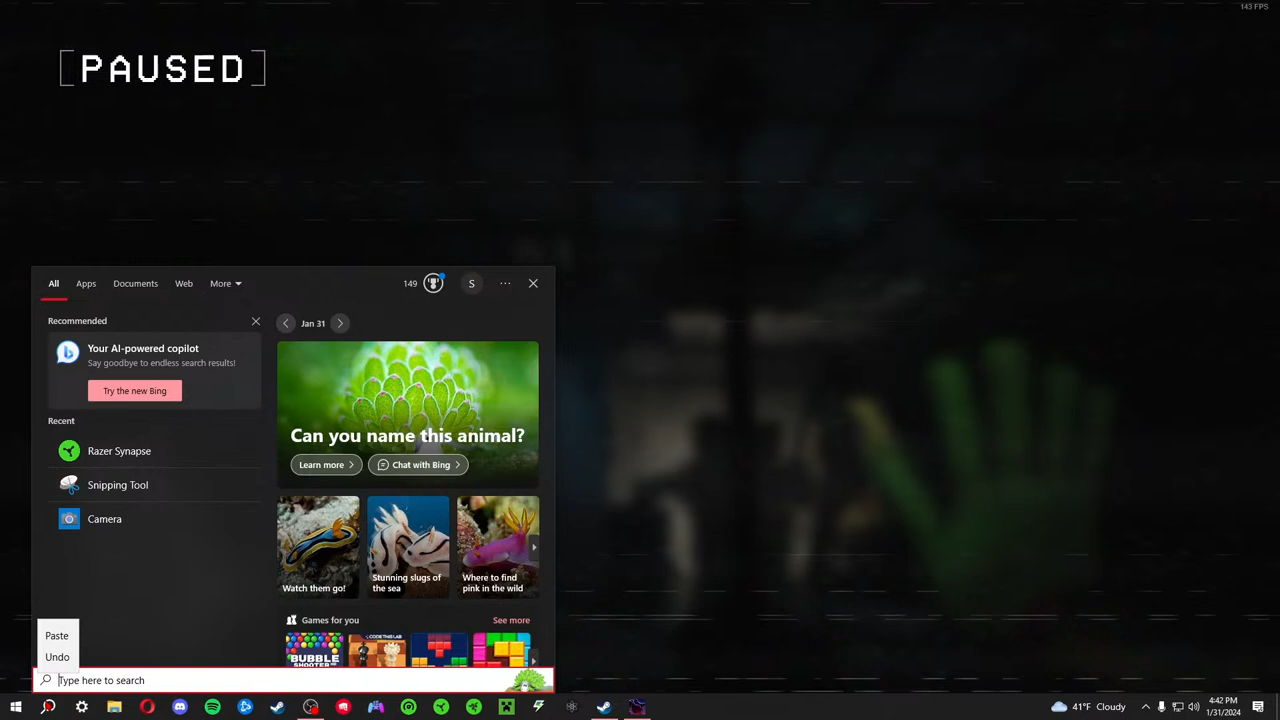 143 FPS
PAUSED
All Apps Documents Web More 149 S ...
Recommended
Your AI-powered copilot
Say goodbye to endless search results!
Try the new Bing
Recent
Razer Synapse
Snipping Tool
Camera
Jan 31
Can you name this animal?
Learn more
Chat with Bing
Watch them go!
Stunning slugs of
the sea
Where to find
pink in the wild
Games for you See more
BUBBLE
SHOOTER
CODE THIS LAB
Paste
Undo
Type here to search
41°F Cloudy
4:42 PM
1/31/2024